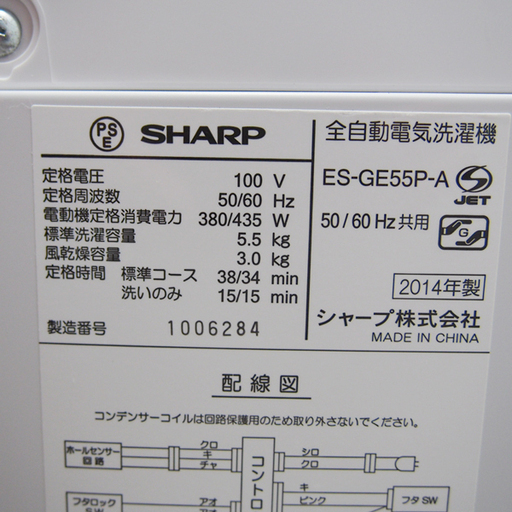 PSE SHARP
定格電圧 100 V
定格周波数 50/60 Hz
電動機定格消費電力 380/435 W
標準洗濯容量 5.5 kg
風乾燥容量 3.0 kg
定格時間 標準コース 38/34 min
洗いのみ 15/15 min
製造番号 1006284
全自動電気洗濯機
ES-GE55P-A
JET
50/60 Hz共用
G
2014年製
シャープ株式会社
MADE IN CHINA
配線図
コンデンサーコイルは回路保護用のため取り外さないでください。
ホールセンサー
回路
クロ
キ
チャ
コントロ
シロ
クロ
キ
ピンク
フタSW
フタロック
SW
アオ
アオ